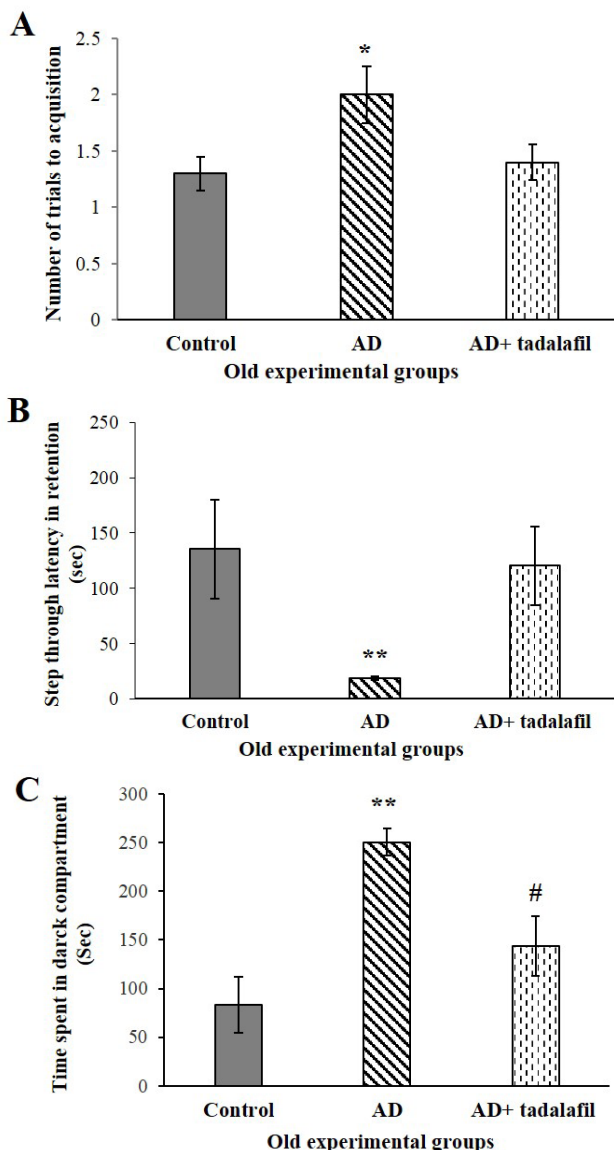 A
Number of trials to acquisition
2.5
2
1.5
1
0.5
0
*
Control AD AD+ tadalafil
Old experimental groups
B
Step through latency in retention
(sec)
250
200
150
100
50
0
**
Control AD AD+ tadalafil
Old experimental groups
C
Time spent in darck compartment
(Sec)
300
250
200
150
100
50
0
**
#
Control AD AD+ tadalafil
Old experimental groups